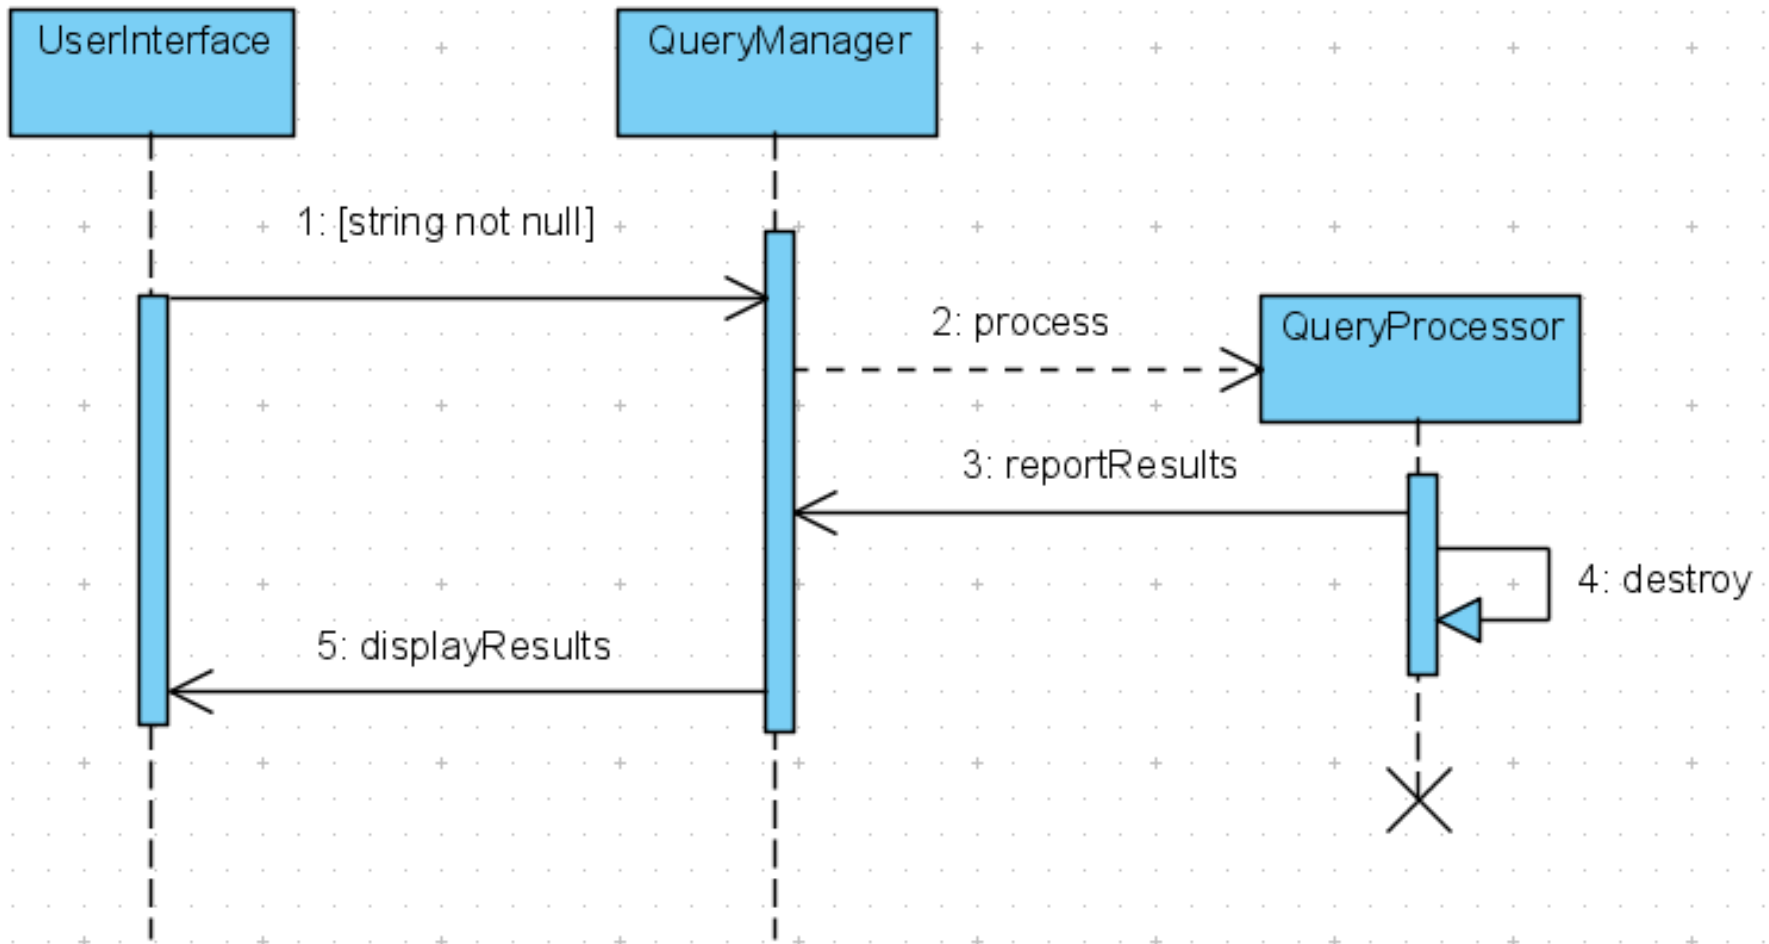 UserInterface
QueryManager
1: [string not null]
2: process
QueryProcessor
3: reportResults
4: destroy
5: displayResults